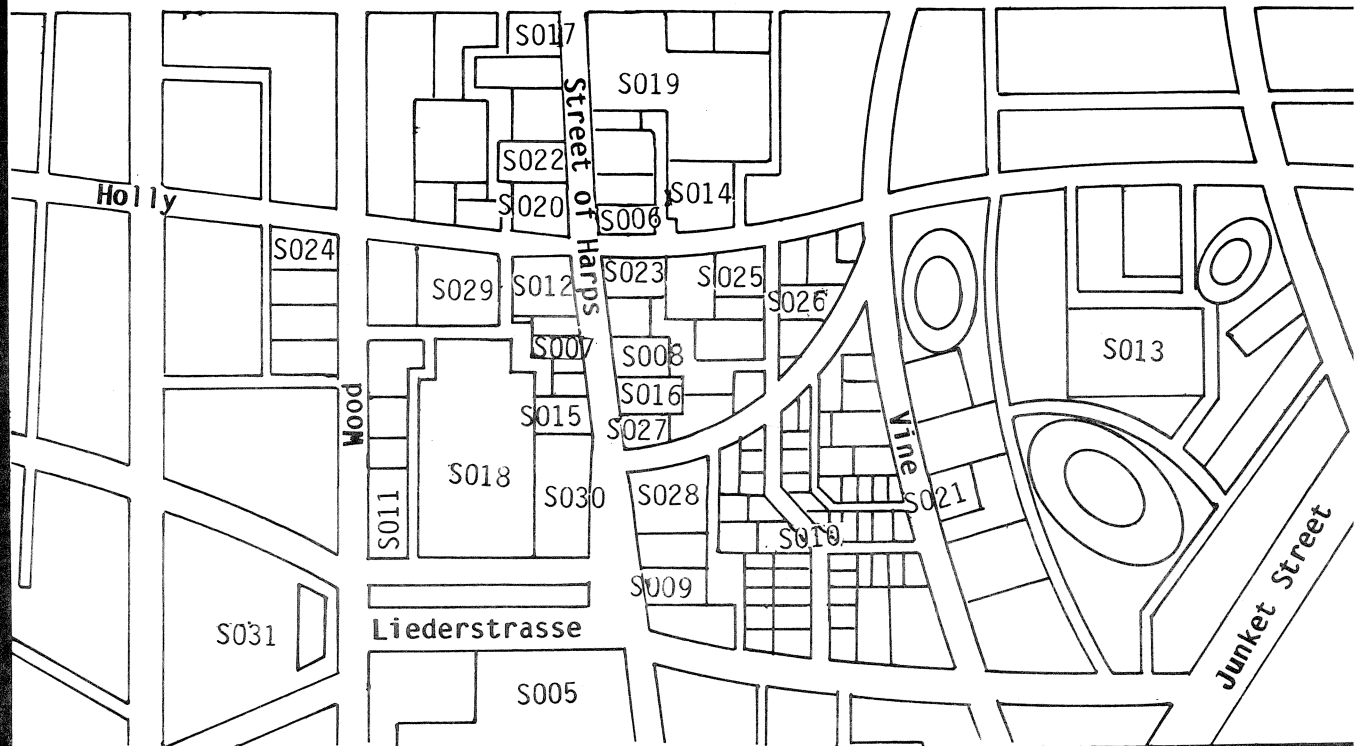 S017
S019
Street of Harps
S022
S014
Holly
S020
S006
S024
S023
S025
S029
S012
S026
S007
S008
S013
S016
Wood
S015
S027
Vine
S018
S030
S028
S021
S011
S010
S009
Junket Street
S031
Liederstrasse
S005